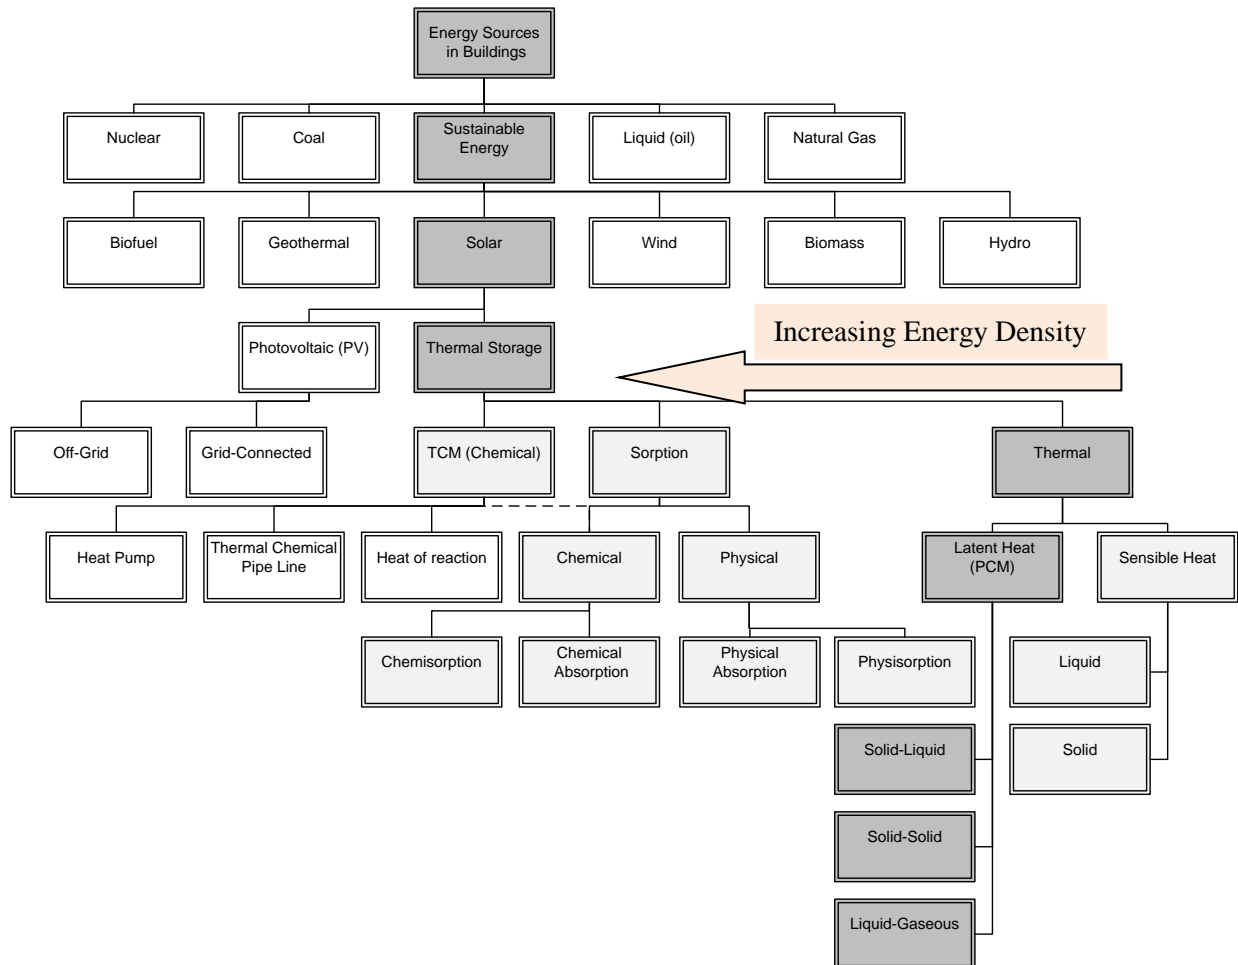 Energy Sources
in Buildings
Nuclear
Coal
Sustainable
Energy
Liquid (oil)
Natural Gas
Biofuel
Geothermal
Solar
Wind
Biomass
Hydro
Increasing Energy Density
Photovoltaic (PV)
Thermal Storage
Off-Grid
Grid-Connected
TCM (Chemical)
Sorption
Thermal
Heat Pump
Thermal Chemical
Pipe Line
Heat of reaction
Chemical
Physical
Latent Heat
(PCM)
Sensible Heat
Chemisorption
Chemical
Absorption
Physical
Absorption
Physisorption
Liquid
Solid-Liquid
Solid
Solid-Solid
Liquid-Gaseous